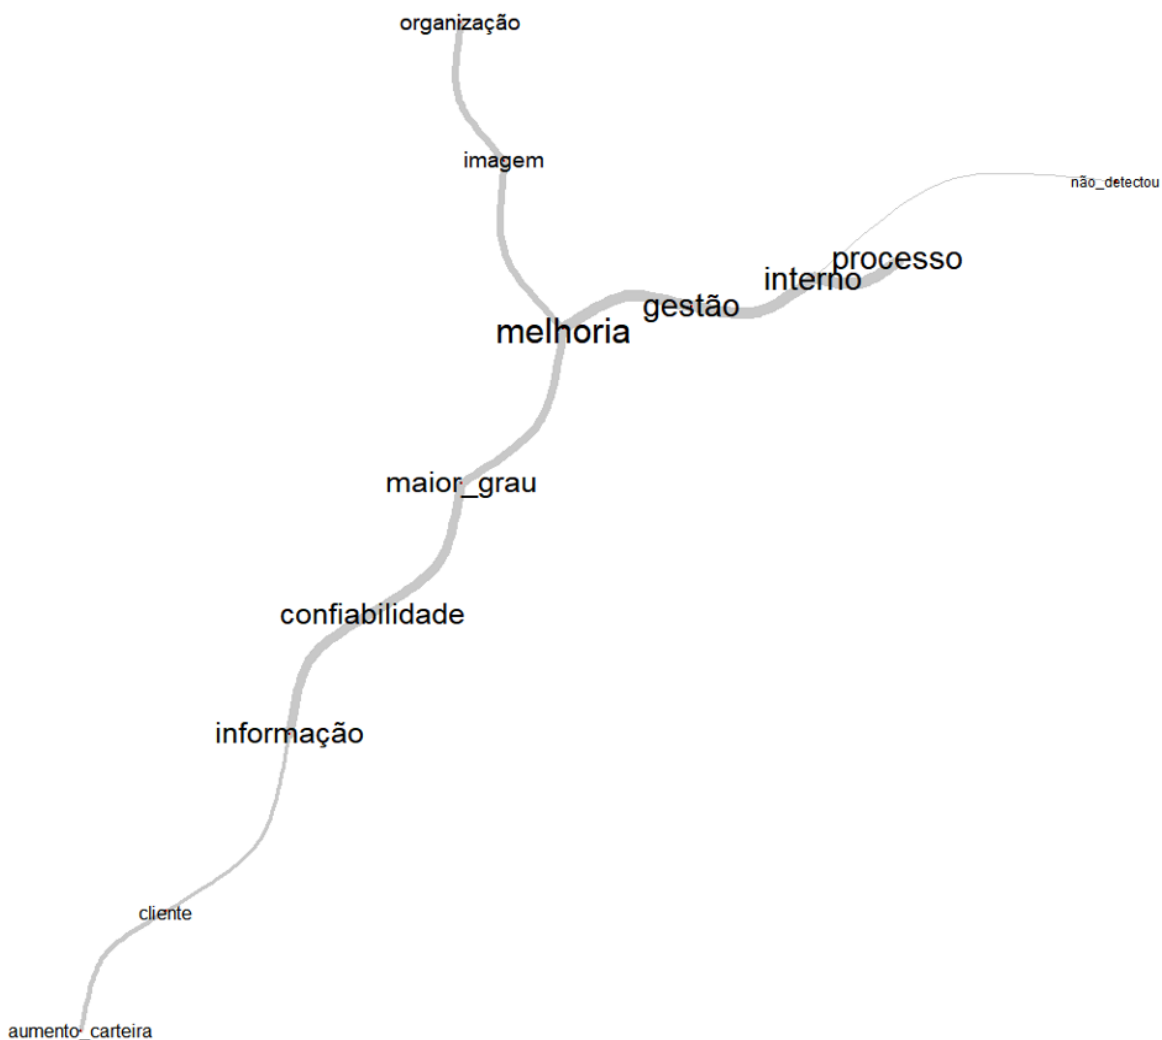 organização
imagem
não_detectou
processo
interno
gestão
melhoria
maior_grau
confiabilidade
informação
cliente
aumento_carteira